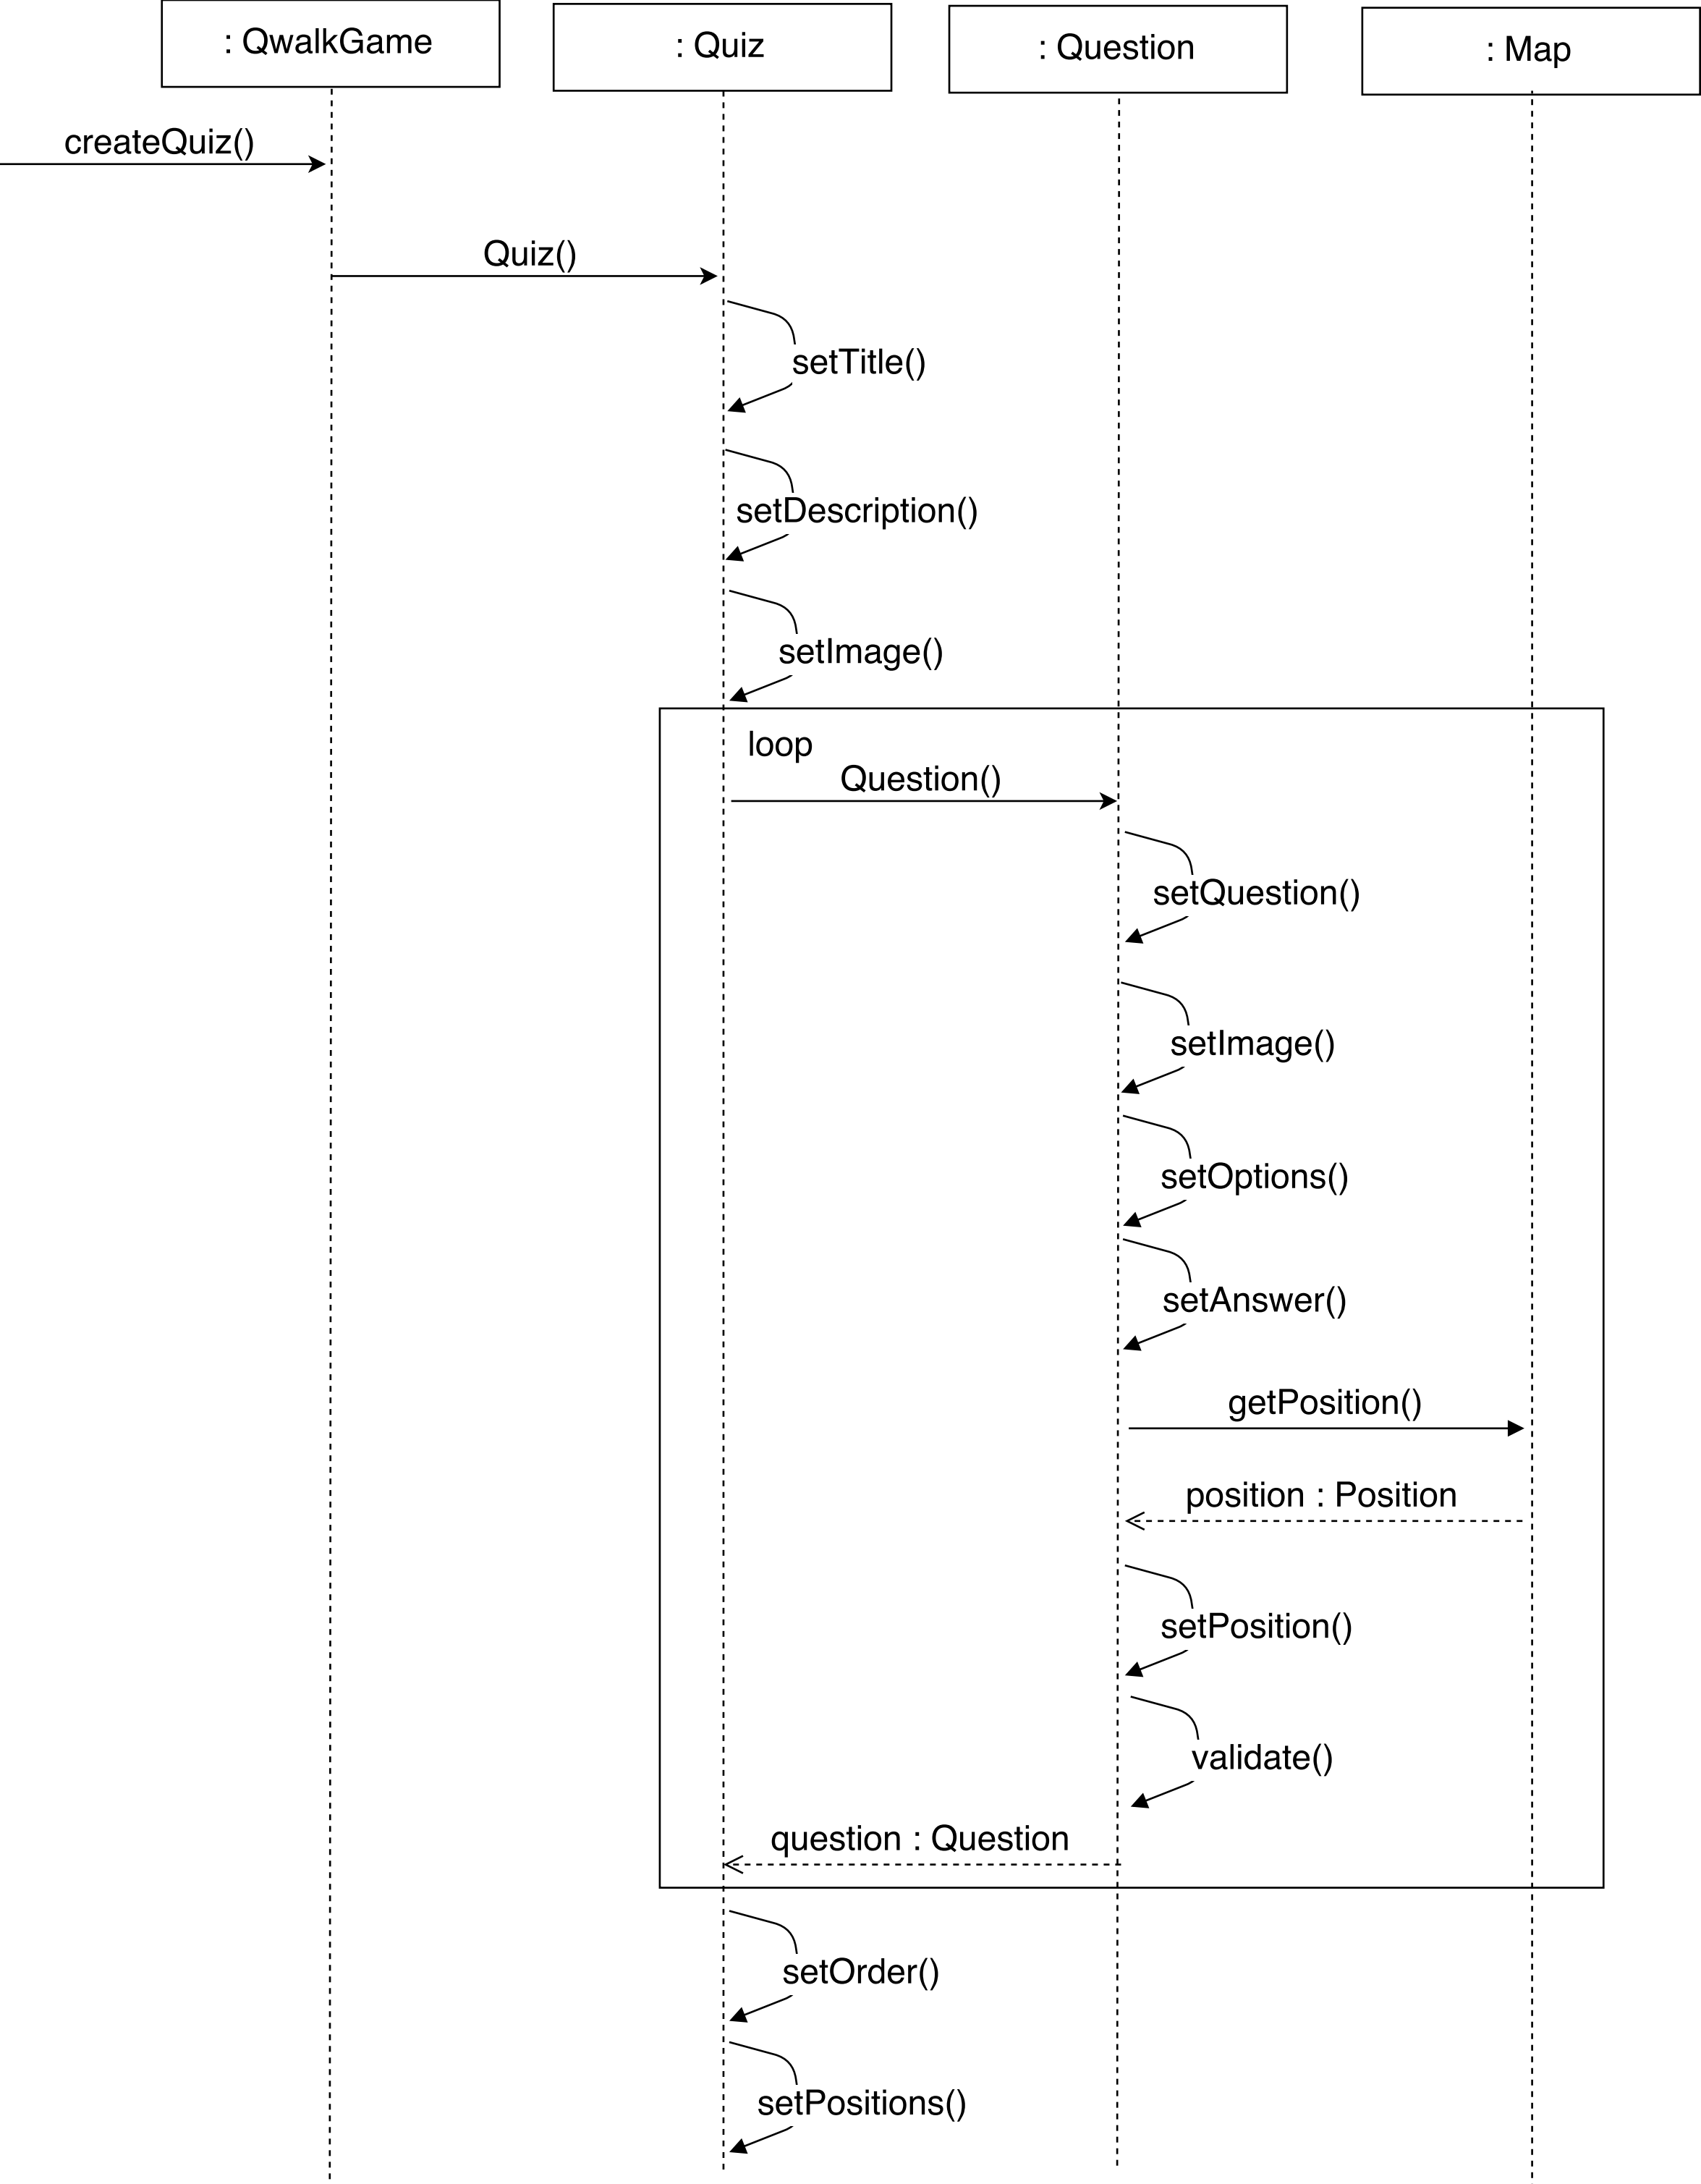 : QwalkGame
: Quiz
: Question
: Map
createQuiz()
Quiz()
setTitle()
setDescription()
setImage()
loop
Question()
setQuestion()
setImage()
setOptions()
setAnswer()
getPosition()
position : Position
setPosition()
validate()
question : Question
setOrder()
setPositions()